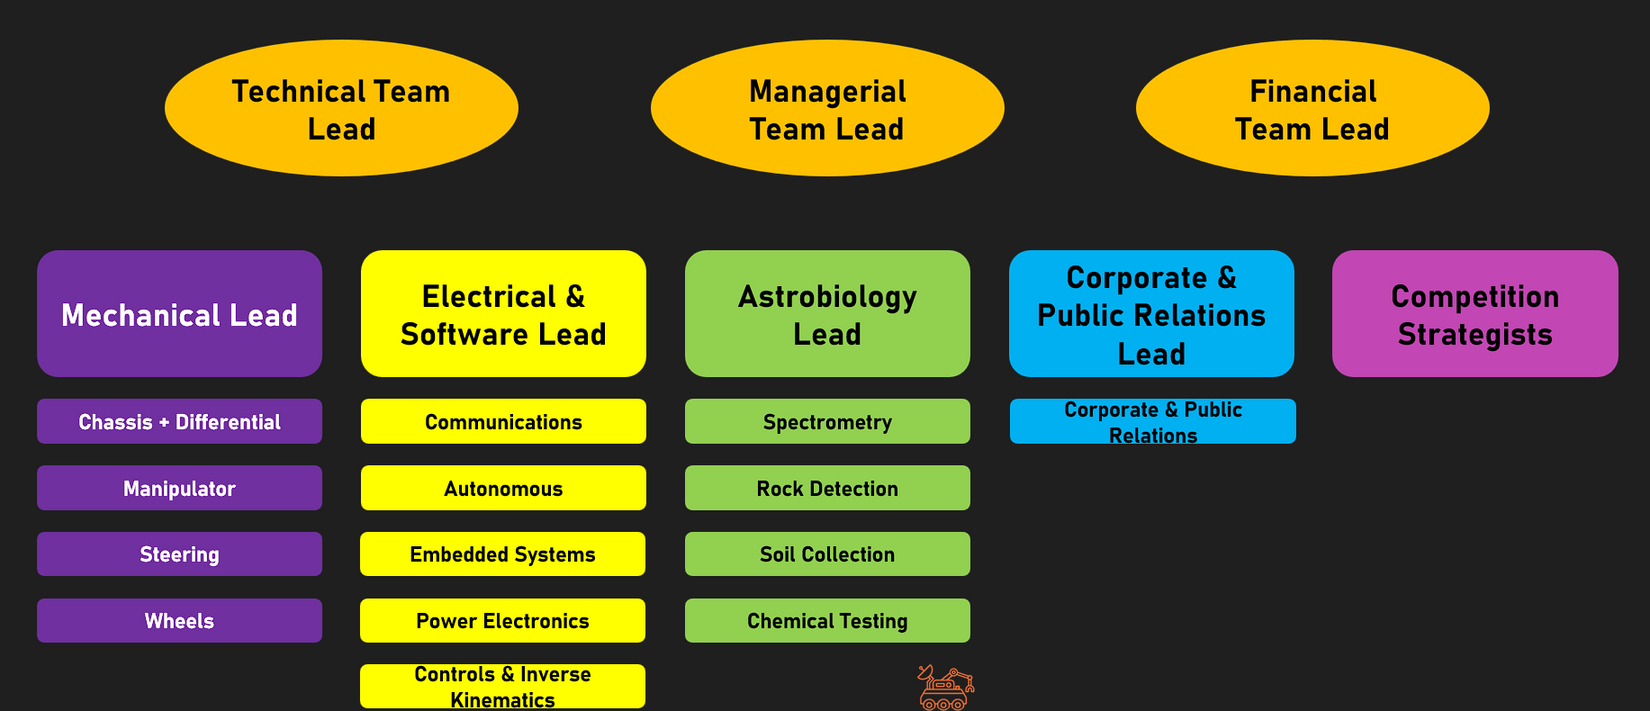 Technical Team
Lead
Managerial
Team Lead
Financial
Team Lead
Mechanical Lead
Electrical &
Software Lead
Astrobiology
Lead
Corporate &
Public Relations
Lead
Competition
Strategists
Chassis + Differential
Manipulator
Steering
Wheels
Communications
Autonomous
Embedded Systems
Power Electronics
Controls & Inverse
Kinematics
Spectrometry
Rock Detection
Soil Collection
Chemical Testing
Corporate & Public
Relations